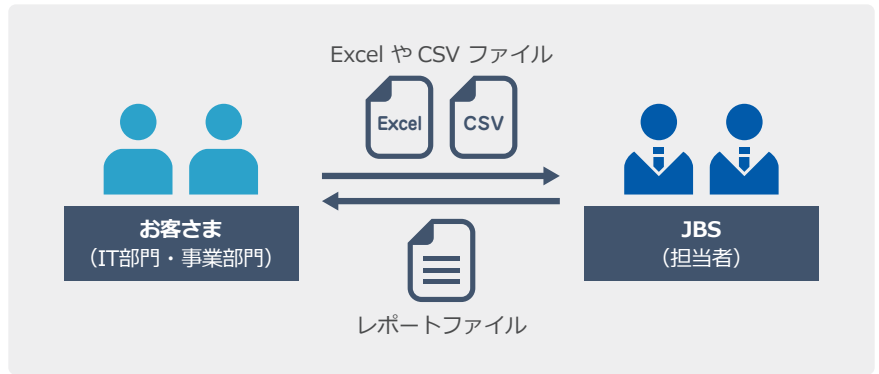 Excel や CSV ファイル
Excel
CSV
お客さま
（IT部門・事業部門）
JBS
（担当者）
レポートファイル